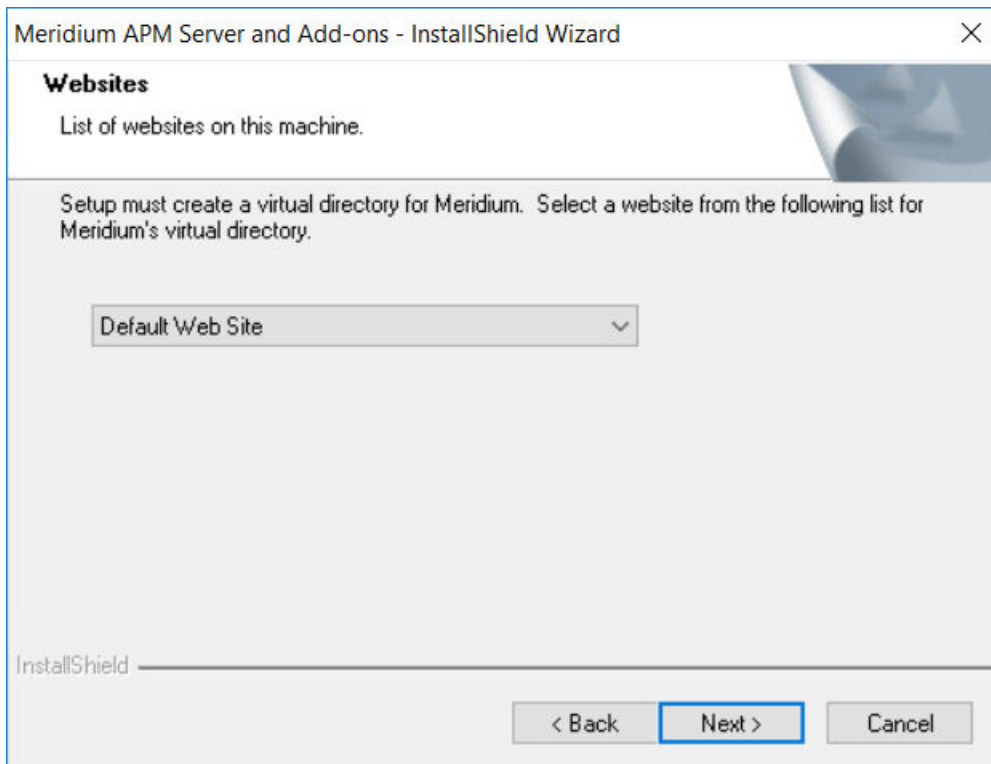 Meridium APM Server and Add-ons - InstallShield Wizard
Websites
List of websites on this machine.
Setup must create a virtual directory for Meridium.  Select a website from the following list for
Meridium's virtual directory.
Default Web Site
InstallShield
< Back
Next >
Cancel